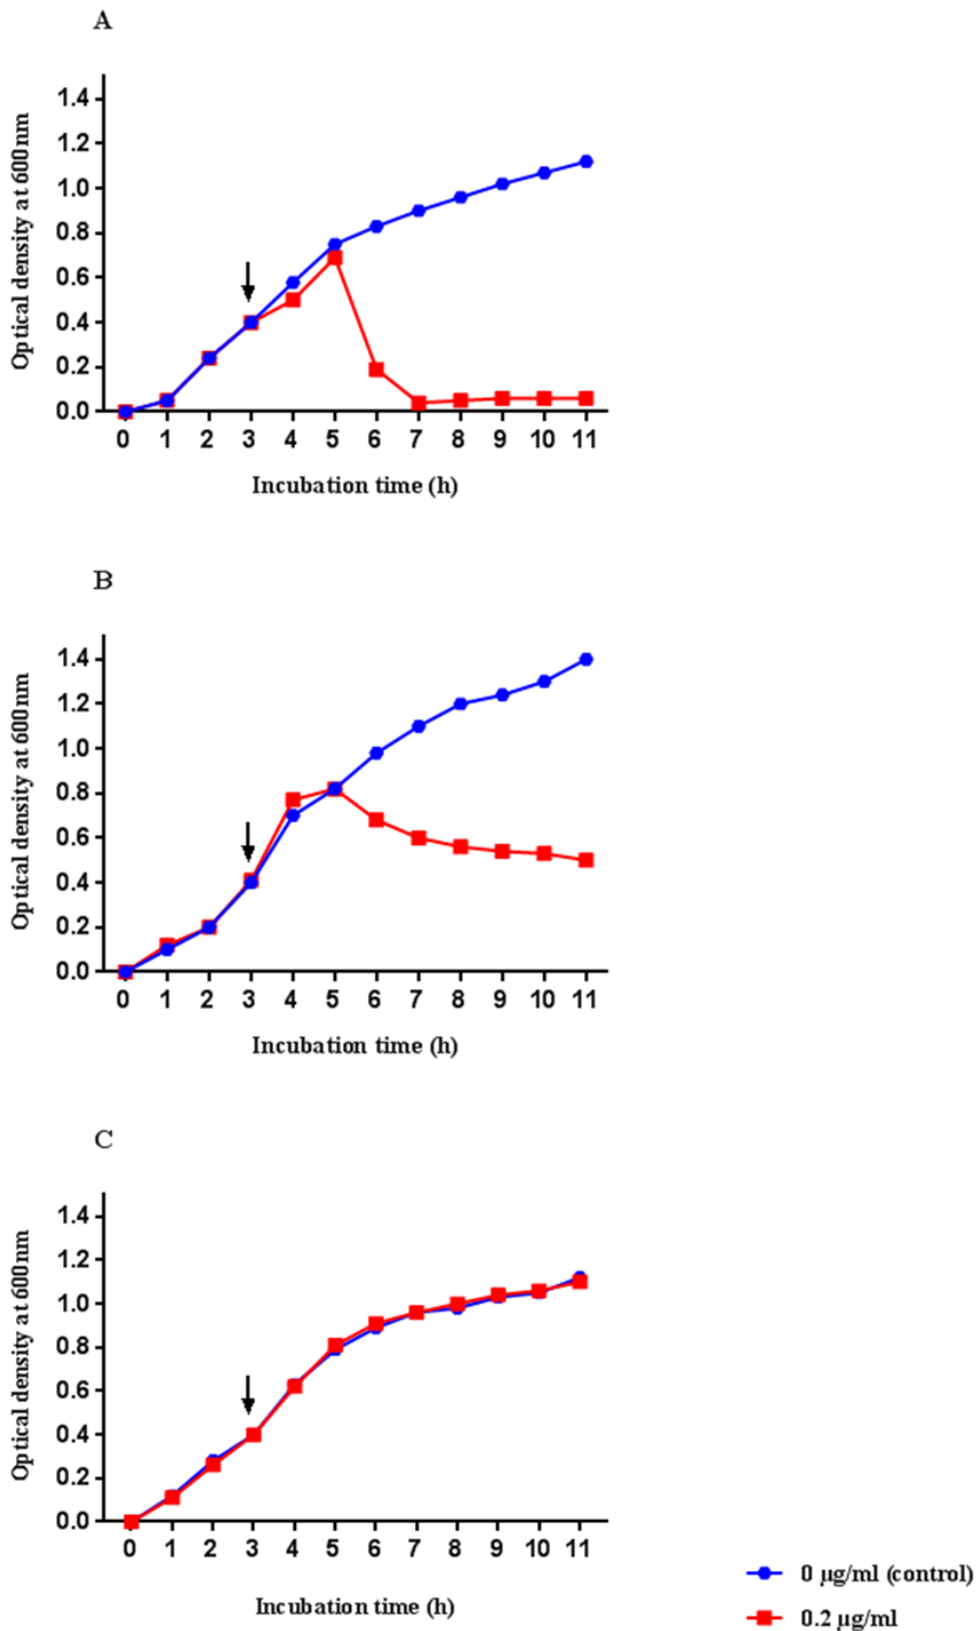 A
Optical density at 600nm
1.4
1.2
1.0
0.8
0.6
0.4
0.2
0.0
0 1 2 3 4 5 6 7 8 9 10 11
Incubation time (h)
B
Optical density at 600nm
1.4
1.2
1.0
0.8
0.6
0.4
0.2
0.0
0 1 2 3 4 5 6 7 8 9 10 11
Incubation time (h)
C
Optical density at 600nm
1.4
1.2
1.0
0.8
0.6
0.4
0.2
0.0
0 1 2 3 4 5 6 7 8 9 10 11
Incubation time (h)
0 µg/ml (control)
0.2 µg/ml